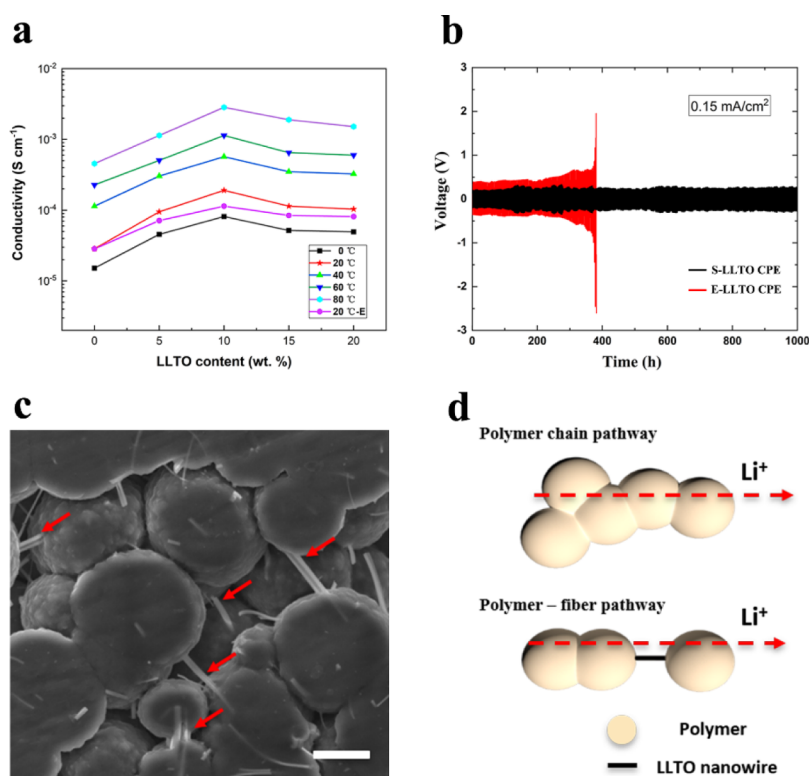 a
10⁻²
10⁻³
10⁻⁴
10⁻⁵
Conductivity (S cm⁻¹)
0 ℃
20 ℃
40 ℃
60 ℃
80 ℃
20 ℃-E
0 5 10 15 20
LLTO content (wt. %)
b
3
2
1
0
-1
-2
-3
Voltage (V)
0.15 mA/cm²
S-LLTO CPE
E-LLTO CPE
0 200 400 600 800 1000
Time (h)
c
d
Polymer chain pathway
Li⁺
Polymer – fiber pathway
Li⁺
Polymer
LLTO nanowire